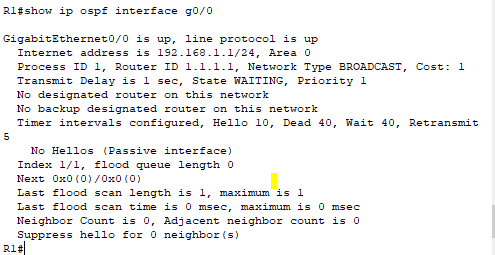 R1#show ip ospf interface g0/0
GigabitEthernet0/0 is up, line protocol is up
Internet address is 192.168.1.1/24, Area 0
Process ID 1, Router ID 1.1.1.1, Network Type BROADCAST, Cost: 1
Transmit Delay is 1 sec, State WAITING, Priority 1
No designated router on this network
No backup designated router on this network
Timer intervals configured, Hello 10, Dead 40, Wait 40, Retransmit
5
No Hellos (Passive interface)
Index 1/1, flood queue length 0
Next 0x0(0)/0x0(0)
Last flood scan length is 1, maximum is 1
Last flood scan time is 0 msec, maximum is 0 msec
Neighbor Count is 0, Adjacent neighbor count is 0
Suppress hello for 0 neighbor(s)
R1#